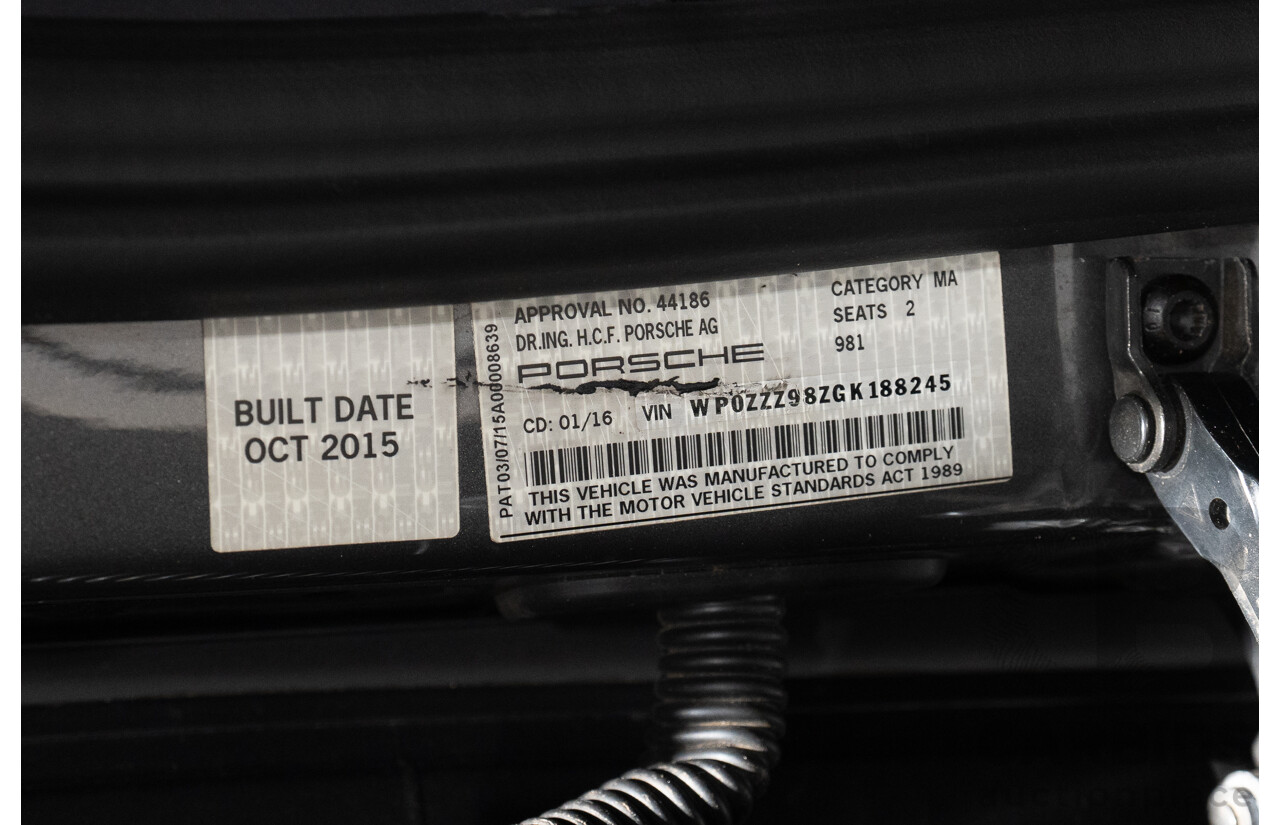 BUILT DATE
OCT 2015
PAT03/07/15A00008639
APPROVAL NO. 44186
DR.ING. H.C.F. PORSCHE AG
PORSCHE
CATEGORY MA
SEATS 2
981
CD: 01/16 VIN WP0ZZZ98ZGK188245
THIS VEHICLE WAS MANUFACTURED TO COMPLY
WITH THE MOTOR VEHICLE STANDARDS ACT 1989